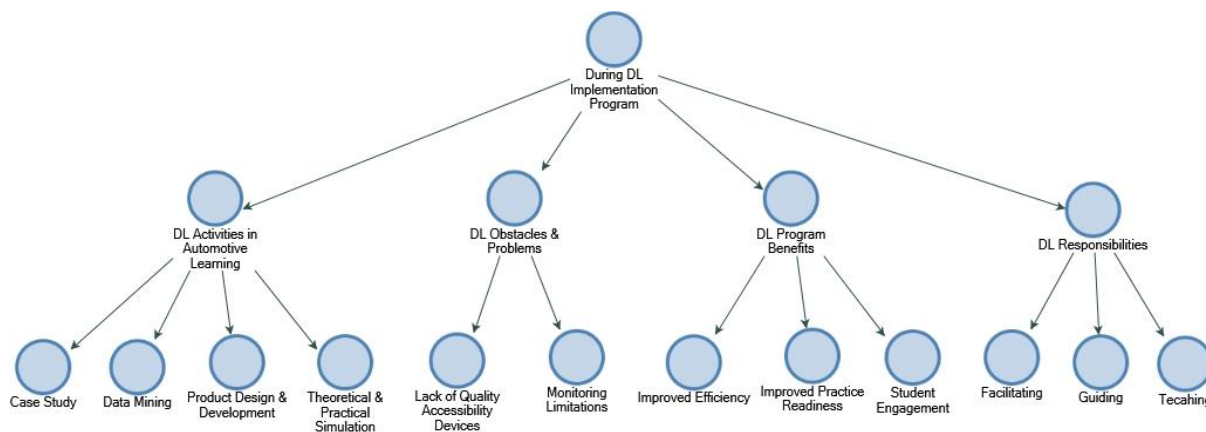 During DL
Implementation
Program
DL Activities in
Automotive
Learning
DL Obstacles &
Problems
DL Program
Benefits
DL Responsibilities
Case Study
Data Mining
Product Design &
Development
Theoretical &
Practical
Simulation
Lack of Quality
Accessibility
Devices
Monitoring
Limitations
Improved Efficiency
Improved Practice
Readiness
Student
Engagement
Facilitating
Guiding
Tecahing